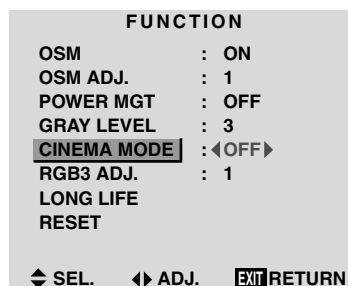 FUNCTION
OSM : ON
OSM ADJ. : 1
POWER MGT : OFF
GRAY LEVEL : 3
CINEMA MODE : ◀OFF▶
RGB3 ADJ. : 1
LONG LIFE
RESET
SEL. ADJ. EXIT RETURN